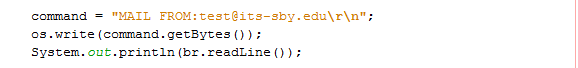 command = "MAIL FROM:test@its-sby.edu\r\n";
os.write(command.getBytes());
System.out.println(br.readLine());